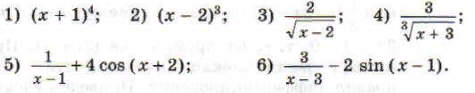 1) (x + 1)⁴; 2) (x − 2)³; 3) 2/√(x − 2); 4) 3/∛(x + 3);
5) 1/(x − 1) + 4 cos (x + 2); 6) 3/(x − 3) − 2 sin (x − 1).